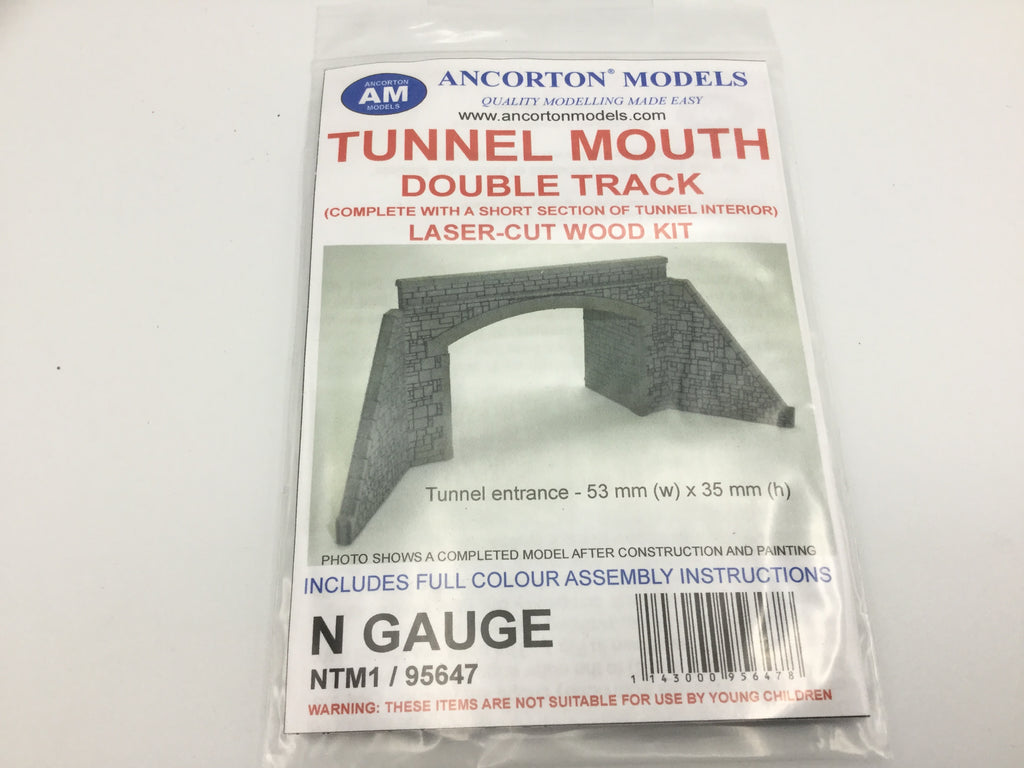 ANCORTON
AM
MODELS
ANCORTON® MODELS
QUALITY MODELLING MADE EASY
www.ancortonmodels.com
TUNNEL MOUTH
DOUBLE TRACK
(COMPLETE WITH A SHORT SECTION OF TUNNEL INTERIOR)
LASER-CUT WOOD KIT
Tunnel entrance - 53 mm (w) x 35 mm (h)
PHOTO SHOWS A COMPLETED MODEL AFTER CONSTRUCTION AND PAINTING
INCLUDES FULL COLOUR ASSEMBLY INSTRUCTIONS
N GAUGE
NTM1 / 95647
1 143000 956478
WARNING: THESE ITEMS ARE NOT SUITABLE FOR USE BY YOUNG CHILDREN